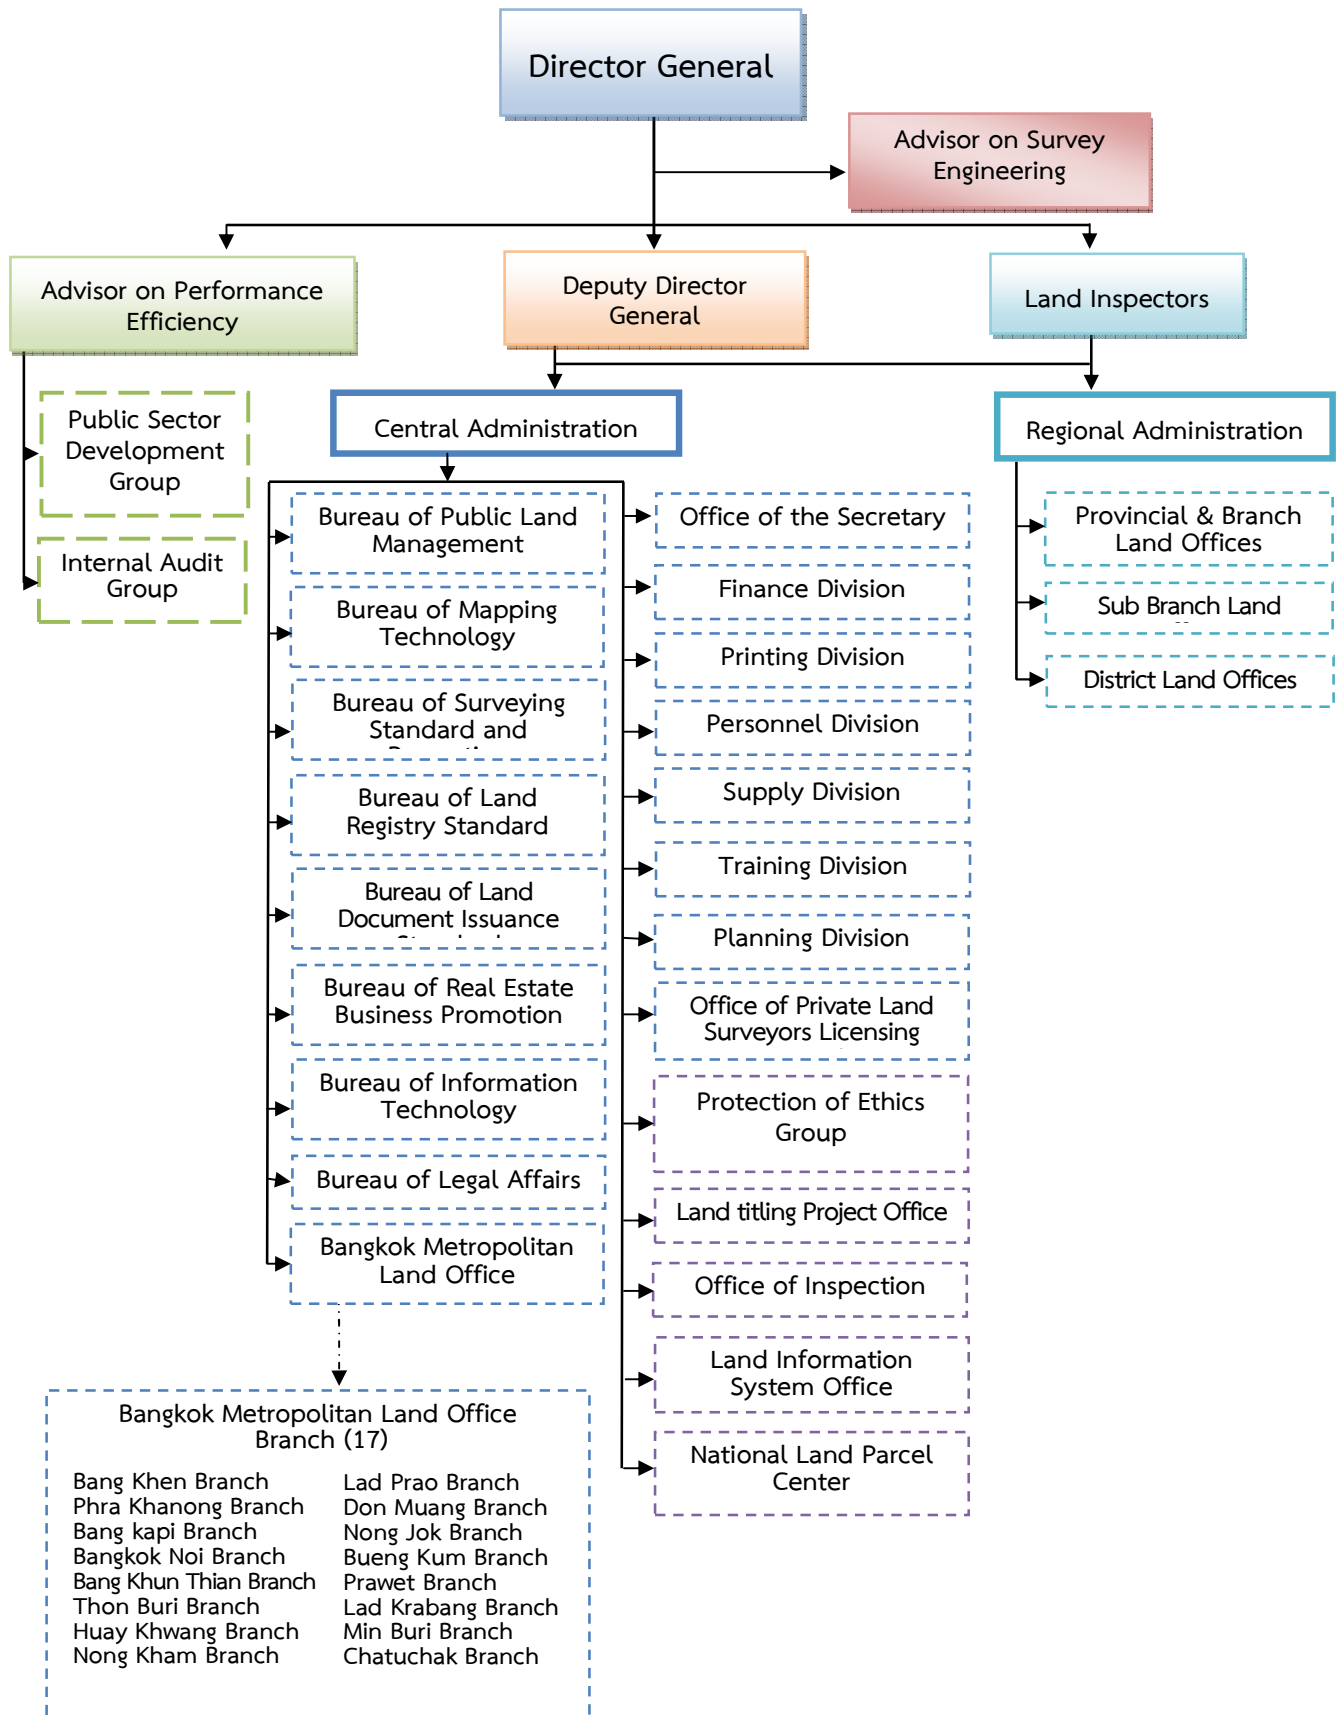 Director General
Advisor on Survey
Engineering
Advisor on Performance
Efficiency
Deputy Director
General
Land Inspectors
Public Sector
Development
Group
Internal Audit
Group
Central Administration
Regional Administration
Bureau of Public Land
Management
Bureau of Mapping
Technology
Bureau of Surveying
Standard and
Bureau of Land
Registry Standard
Bureau of Land
Document Issuance
Bureau of Real Estate
Business Promotion
Bureau of Information
Technology
Bureau of Legal Affairs
Bangkok Metropolitan
Land Office
Office of the Secretary
Finance Division
Printing Division
Personnel Division
Supply Division
Training Division
Planning Division
Office of Private Land
Surveyors Licensing
Protection of Ethics
Group
Land titling Project Office
Office of Inspection
Land Information
System Office
National Land Parcel
Center
Provincial & Branch
Land Offices
Sub Branch Land
District Land Offices
Bangkok Metropolitan Land Office
Branch (17)
Bang Khen Branch
Phra Khanong Branch
Bang kapi Branch
Bangkok Noi Branch
Bang Khun Thian Branch
Thon Buri Branch
Huay Khwang Branch
Nong Kham Branch
Lad Prao Branch
Don Muang Branch
Nong Jok Branch
Bueng Kum Branch
Prawet Branch
Lad Krabang Branch
Min Buri Branch
Chatuchak Branch